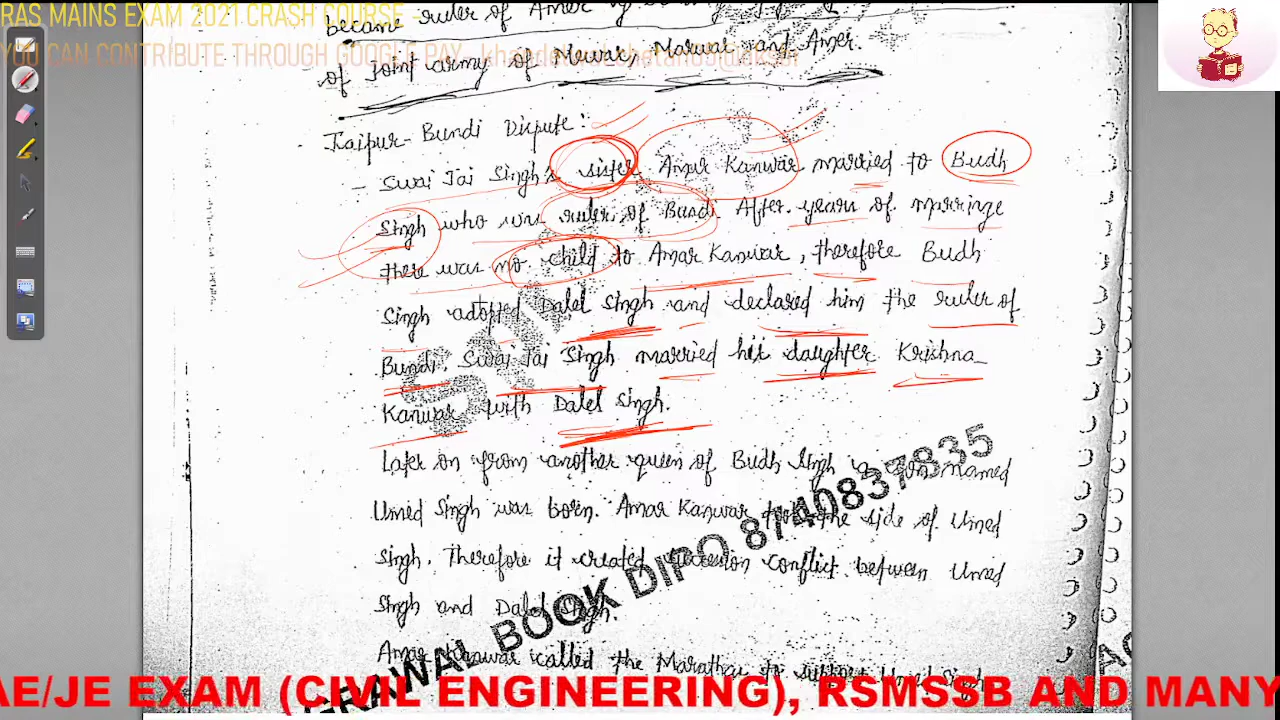 RAS MAINS EXAM 2021 CRASH COURSE -
YOU CAN CONTRIBUTE THROUGH GOOGLE PAY -
became ruler of Amer by
of Joint army of Mewar, Marwar and Amer.
Jaipur - Bundi Dispute :
- Swai Jai Singh's sister Amar Kanwar married to Budh
Singh who was ruler of Bundi. After years of marriage
there was no child to Amar Kanwar, therefore Budh
Singh adopted Dalel Singh and declared him the ruler of
Bundi. Swai Jai Singh married his daughter Krishna
Kanwar with Dalel Singh.
Later on from another queen of Budh Singh a son named
Umed Singh was born. Amar Kanwar took the side of Umed
Singh. Therefore it created succession conflict between Umed
Singh and Dalel Singh.
Amar Kanwar called the Marathas to support Umed Singh
AGRAWAL BOOK DIPO 8740837835
AE/JE EXAM (CIVIL ENGINEERING), RSMSSB AND MANY